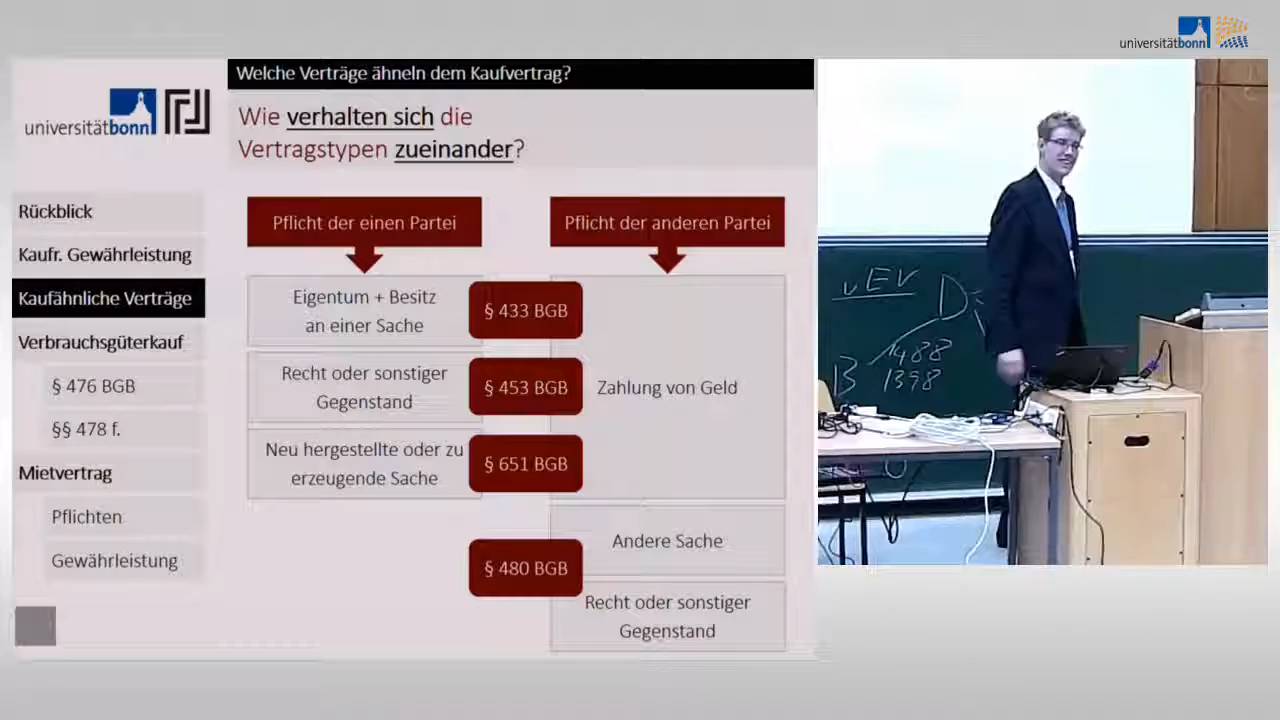 universitätbonn
Welche Verträge ähneln dem Kaufvertrag?
universitätbonn
Wie verhalten sich die
Vertragstypen zueinander?
Rückblick
Kaufr. Gewährleistung
Kaufähnliche Verträge
Verbrauchsgüterkauf
§ 476 BGB
§§ 478 f.
Mietvertrag
Pflichten
Gewährleistung
Pflicht der einen Partei
Pflicht der anderen Partei
Eigentum + Besitz
an einer Sache
§ 433 BGB
Recht oder sonstiger
Gegenstand
§ 453 BGB
Zahlung von Geld
Neu hergestellte oder zu
erzeugende Sache
§ 651 BGB
Andere Sache
§ 480 BGB
Recht oder sonstiger
Gegenstand
vEV
D
B
1488
1398